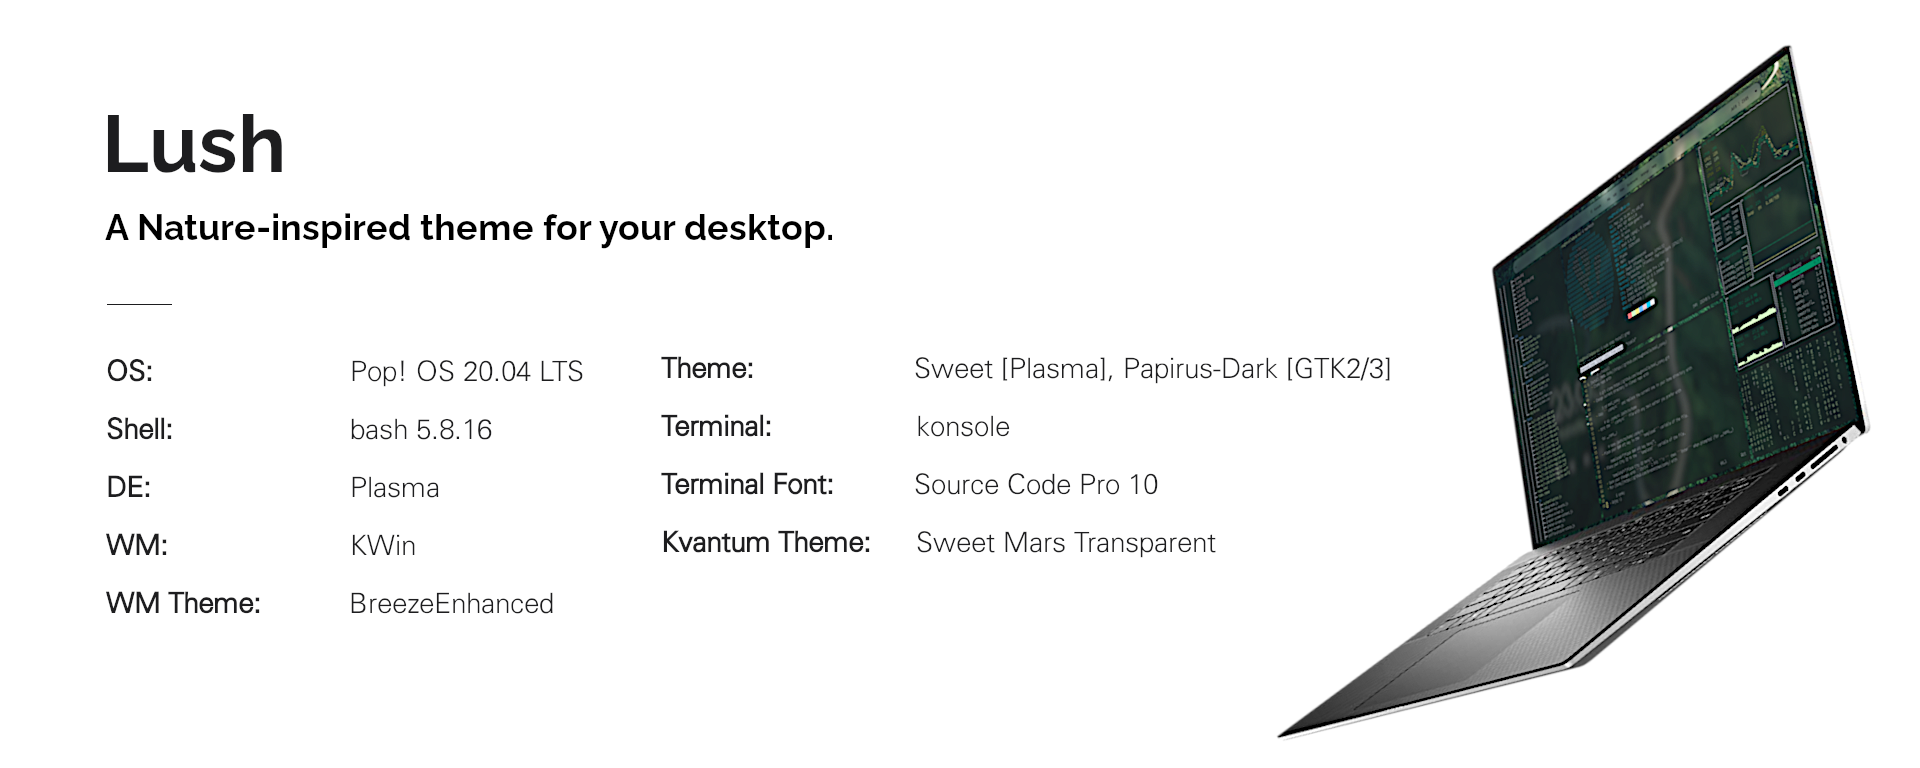 Lush
A Nature-inspired theme for your desktop.
OS: Pop! OS 20.04 LTS
Shell: bash 5.8.16
DE: Plasma
WM: KWin
WM Theme: BreezeEnhanced
Theme: Sweet [Plasma], Papirus-Dark [GTK2/3]
Terminal: konsole
Terminal Font: Source Code Pro 10
Kvantum Theme: Sweet Mars Transparent